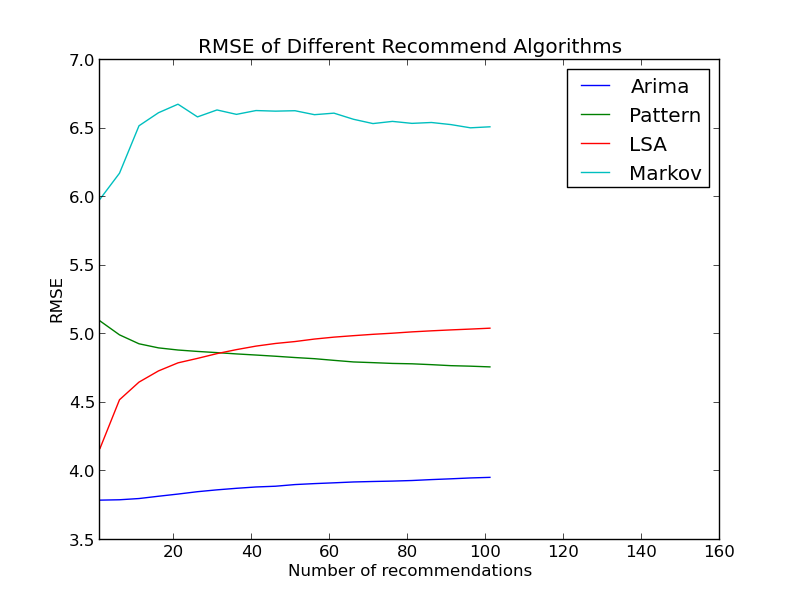 RMSE of Different Recommend Algorithms
7.0
6.5
6.0
5.5
5.0
4.5
4.0
3.5
RMSE
Arima
Pattern
LSA
Markov
20 40 60 80 100 120 140 160
Number of recommendations